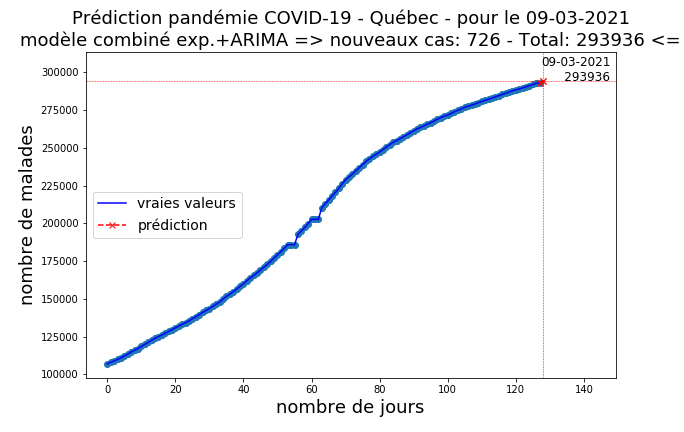 Prédiction pandémie COVID-19 - Québec - pour le 09-03-2021
modèle combiné exp.+ARIMA => nouveaux cas: 726 - Total: 293936 <=
09-03-2021
293936
nombre de malades
300000
275000
250000
225000
200000
175000
150000
125000
100000
vraies valeurs
prédiction
0 20 40 60 80 100 120 140
nombre de jours